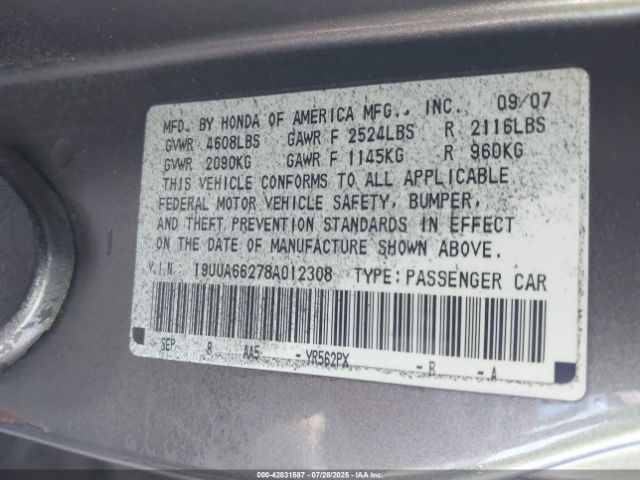 MFD. BY HONDA OF AMERICA MFG., INC. 09/07
GVWR 4608LBS GAWR F 2524LBS R 2116LBS
GVWR 2090KG GAWR F 1145KG R 960KG
THIS VEHICLE CONFORMS TO ALL APPLICABLE
FEDERAL MOTOR VEHICLE SAFETY, BUMPER,
AND THEFT PREVENTION STANDARDS IN EFFECT
ON THE DATE OF MANUFACTURE SHOWN ABOVE.
V.I.N. 19UUA66278A012308 TYPE: PASSENGER CAR
SEP 8 AA5 - YR562PX - B - A
000-42831587 07/28/2025 IAA Inc.